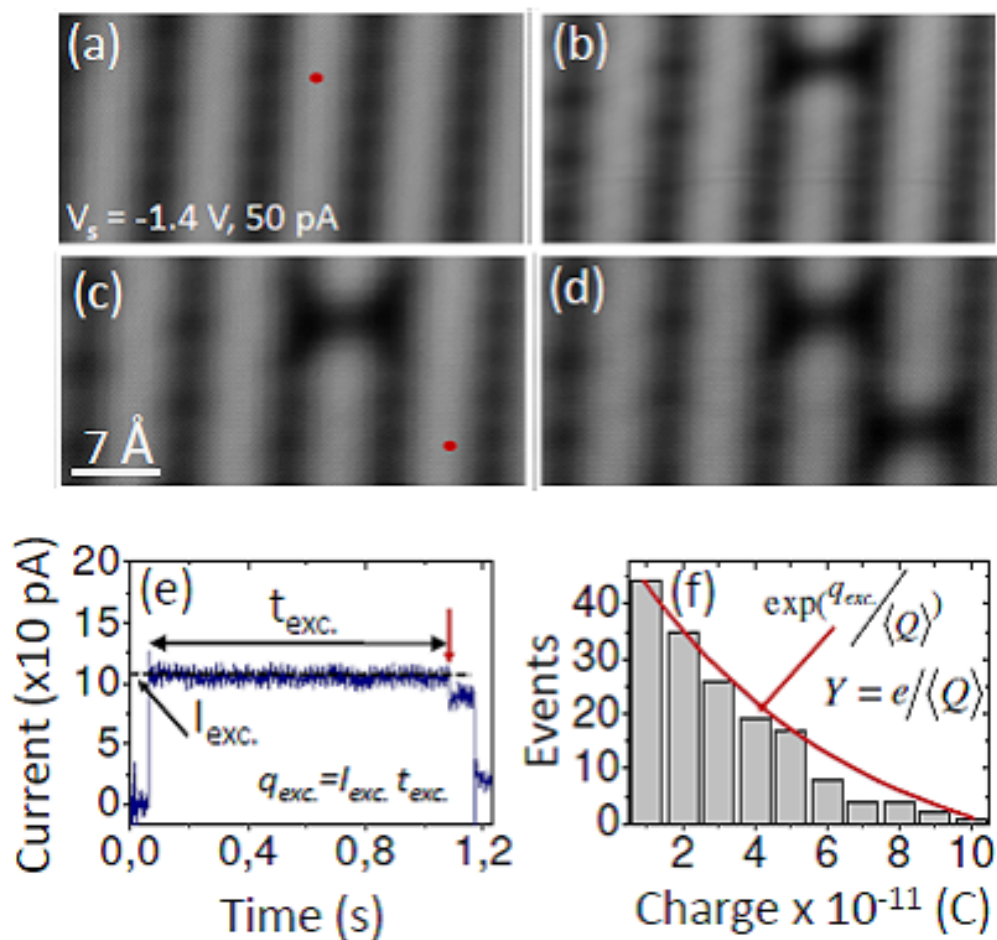 (a)
V_s = -1.4 V, 50 pA
(b)
(c)
7 Å
(d)
Current (x10 pA)
20
15
10
5
0
(e)
t_exc.
I_exc.
q_exc.=I_exc. t_exc.
0,0 0,4 0,8 1,2
Time (s)
Events
40
30
20
10
0
(f)
exp(q_exc./⟨Q⟩)
Y = e/⟨Q⟩
2 4 6 8 10
Charge x 10⁻¹¹ (C)